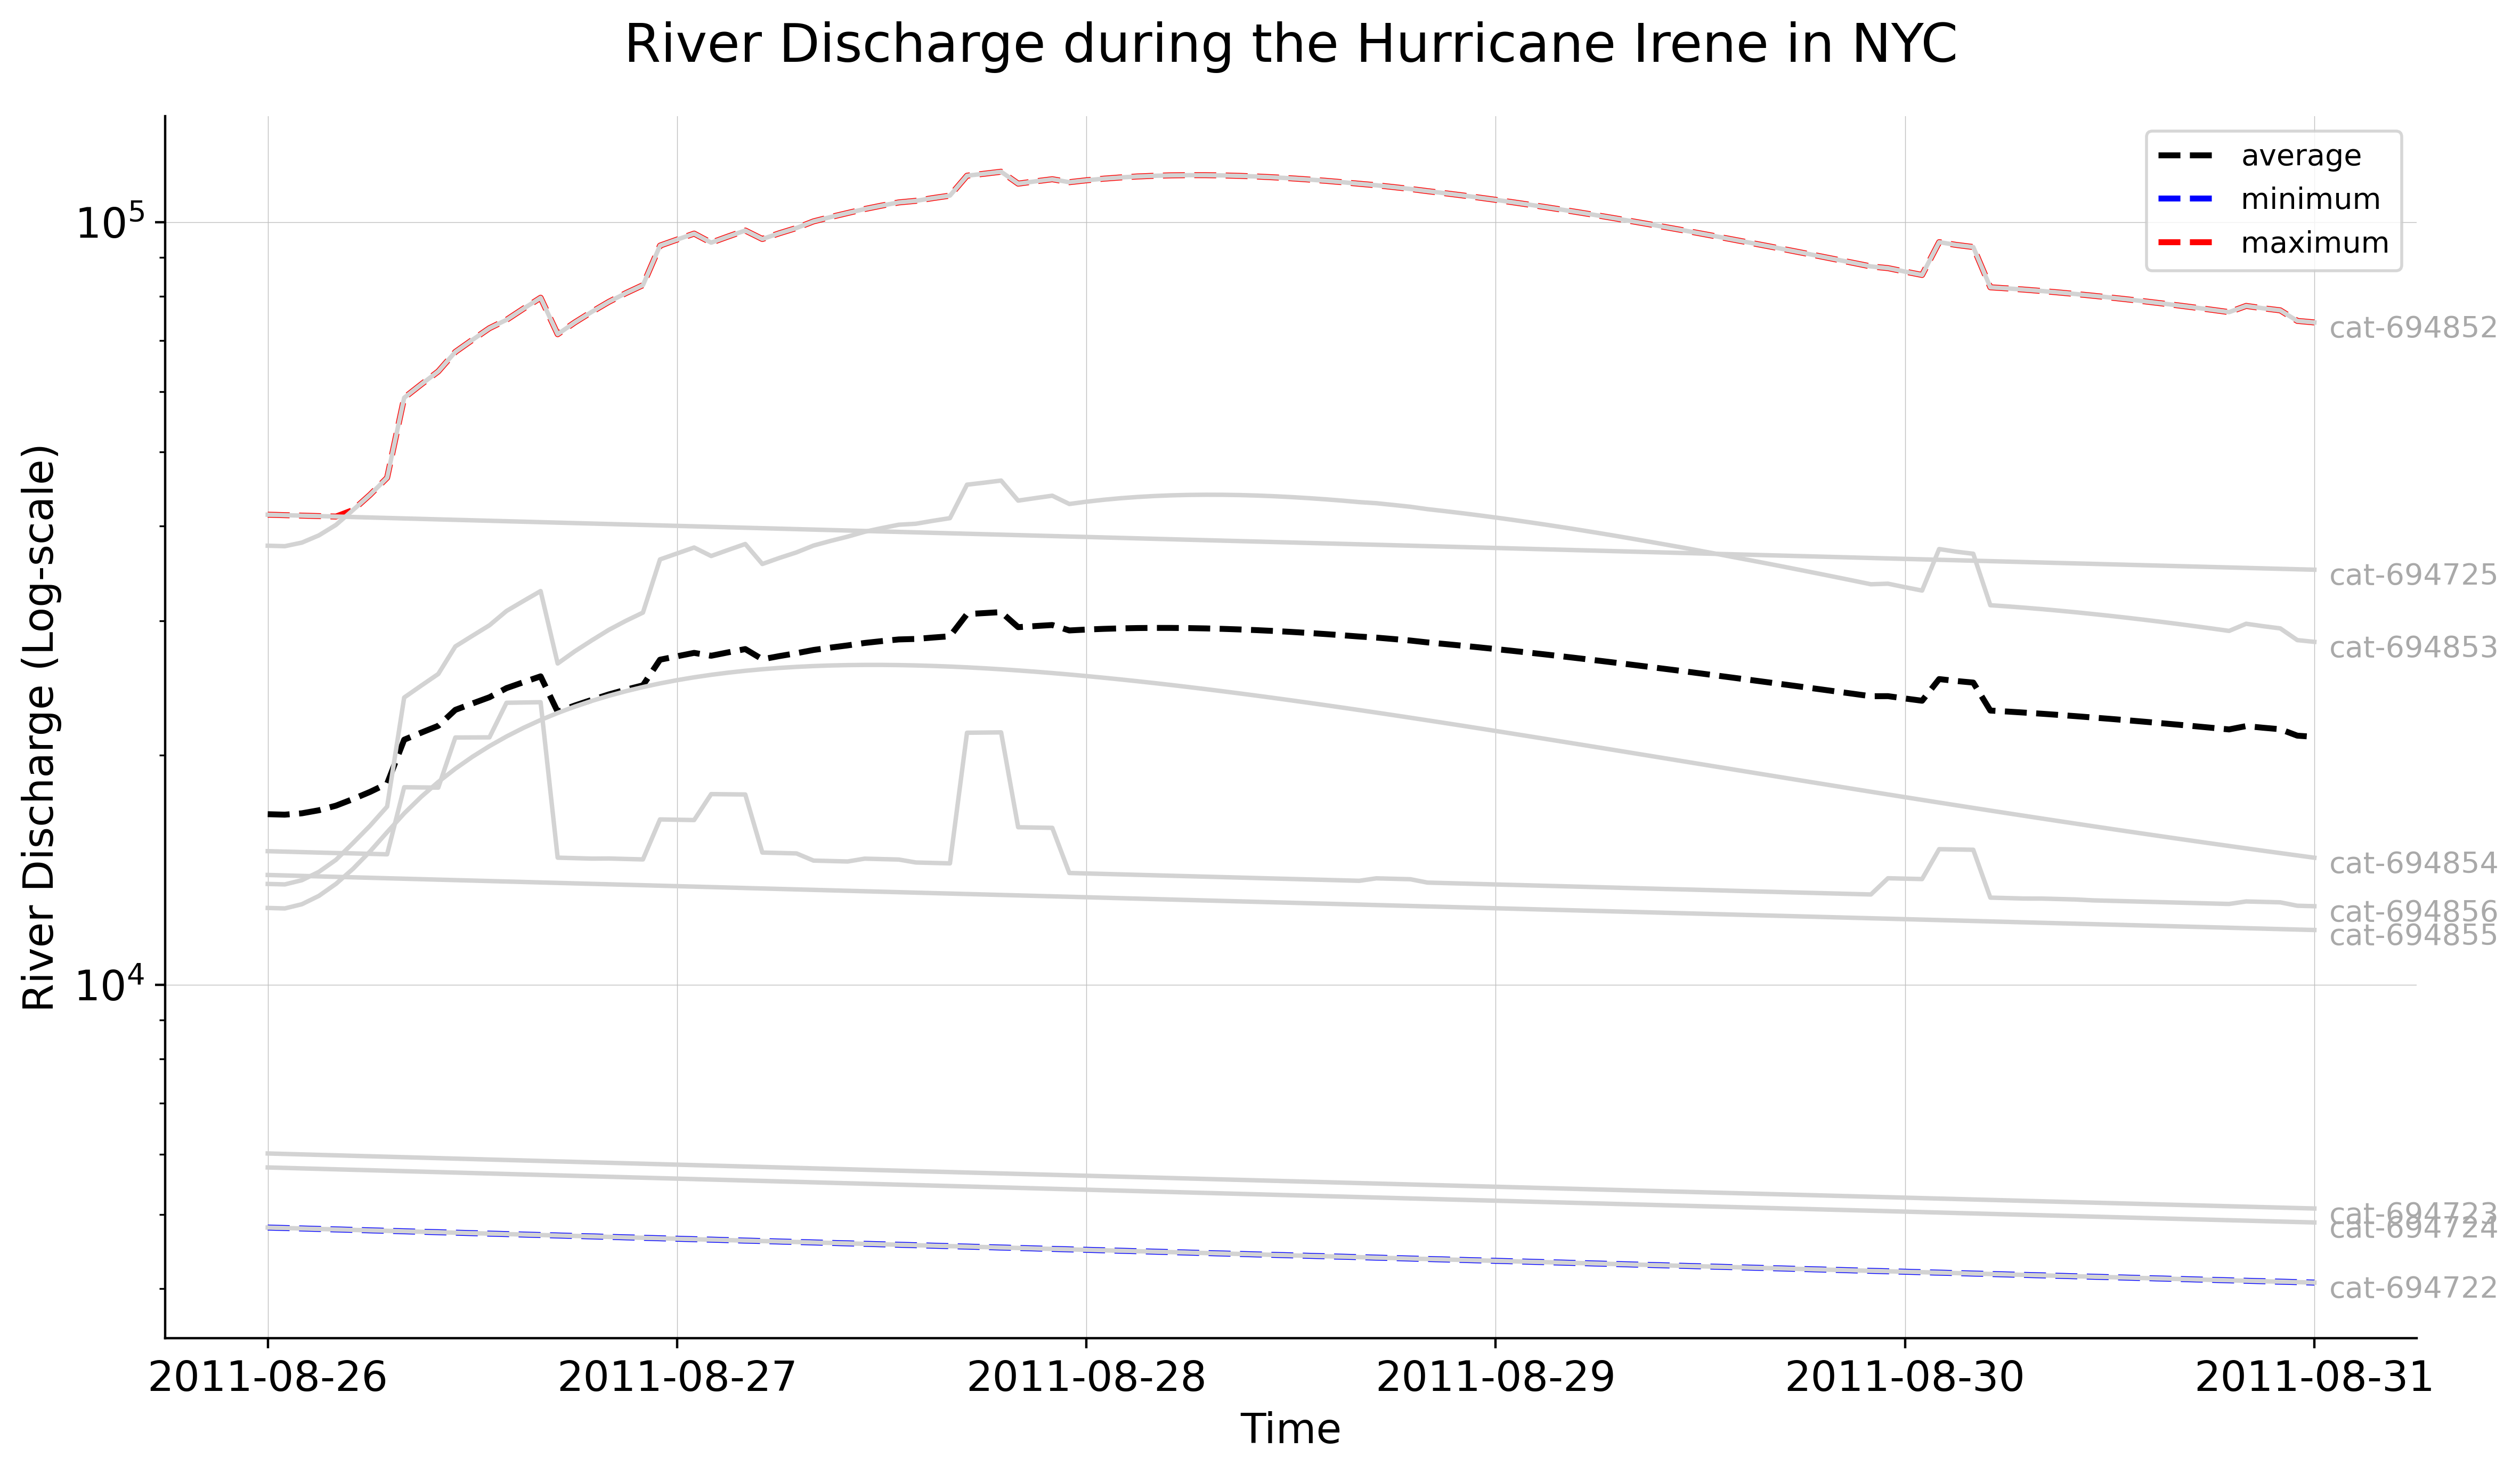 River Discharge during the Hurricane Irene in NYC
average
minimum
maximum
River Discharge (Log-scale)
10^5
10^4
cat-694852
cat-694725
cat-694853
cat-694854
cat-694856
cat-694855
cat-694723
cat-694724
cat-694722
2011-08-26 2011-08-27 2011-08-28 2011-08-29 2011-08-30 2011-08-31
Time